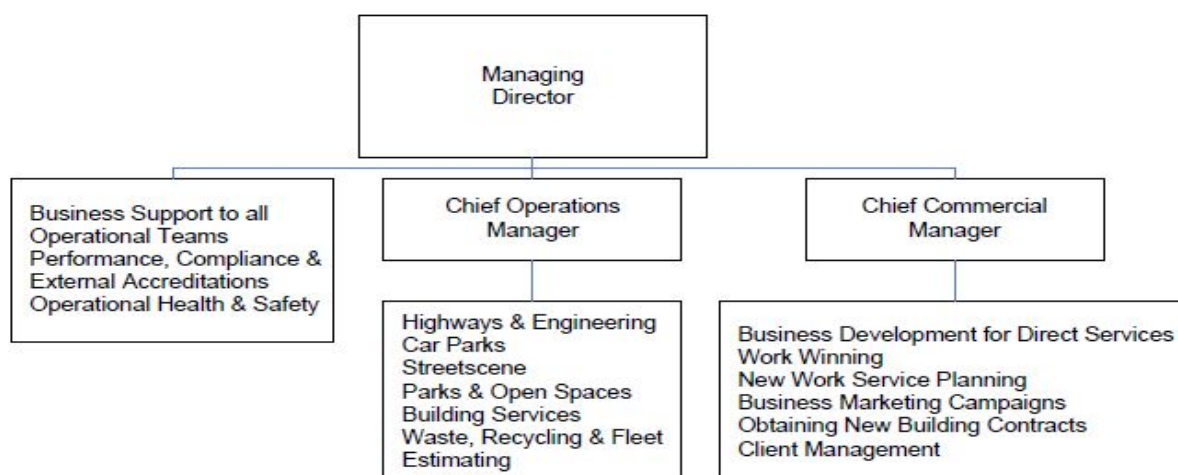 Managing
Director
Business Support to all
Operational Teams
Performance, Compliance &
External Accreditations
Operational Health & Safety
Chief Operations
Manager
Chief Commercial
Manager
Highways & Engineering
Car Parks
Streetscene
Parks & Open Spaces
Building Services
Waste, Recycling & Fleet
Estimating
Business Development for Direct Services
Work Winning
New Work Service Planning
Business Marketing Campaigns
Obtaining New Building Contracts
Client Management